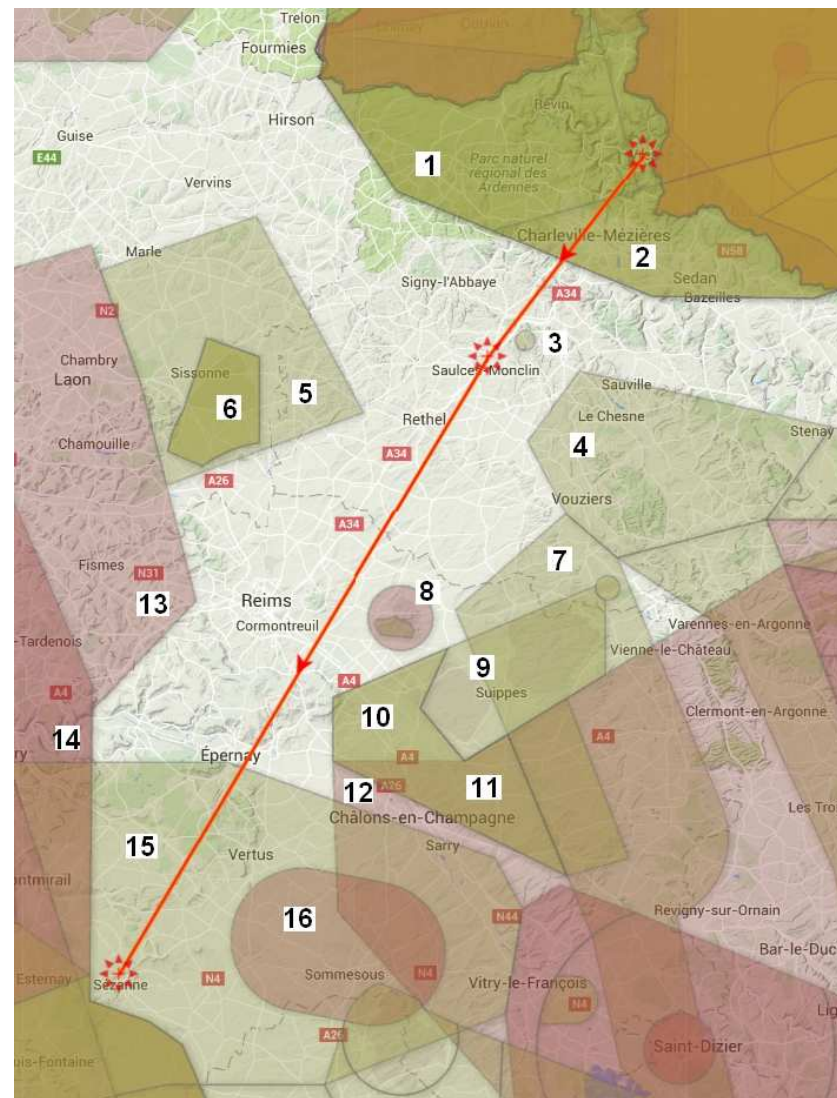 Trelon
Fourmies
Hirson
Guise
E44
Vervins
Revin
1
Parc naturel
régional des
Ardennes
Charleville-Mézières
2
N58
Sedan
Bazeilles
Marle
Signy-l'Abbaye
A34
N2
3
Chambry
Laon
Sissonne
5
6
Saulces-Monclin
Sauville
Le Chesne
Rethel
4
Stenay
Chamouille
A34
A26
Vouziers
A34
7
Fismes
N31
13
Reims
Cormontreuil
8
Varennes-en-Argonne
-Tardenois
Vienne-le-Château
9
Suippes
A4
A4
Clermont-en-Argonne
10
14
Épernay
A4
A4
12
A26
11
Châlons-en-Champagne
Les Tro
15
Vertus
Sarry
ontmirail
16
N44
Revigny-sur-Ornain
Bar-le-Duc
Esternay
Sézanne
N4
Sommesous
N4
Vitry-le-François
N4
Lig
A26
Saint-Dizier
uis-Fontaine